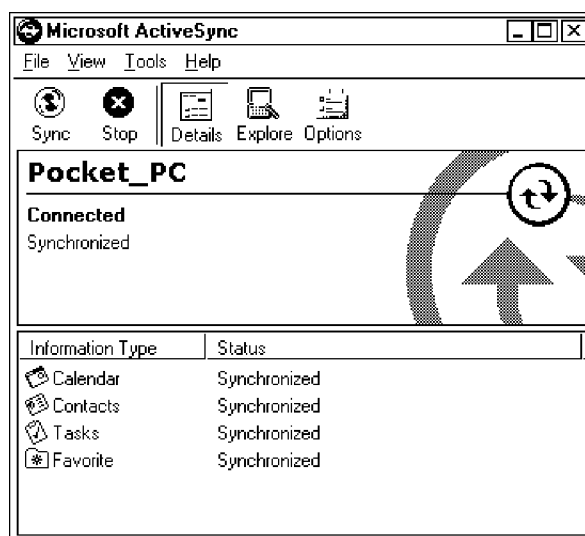 Microsoft ActiveSync
File View Tools Help
Sync Stop Details Explore Options
Pocket_PC
Connected
Synchronized
Information Type Status
Calendar Synchronized
Contacts Synchronized
Tasks Synchronized
Favorite Synchronized